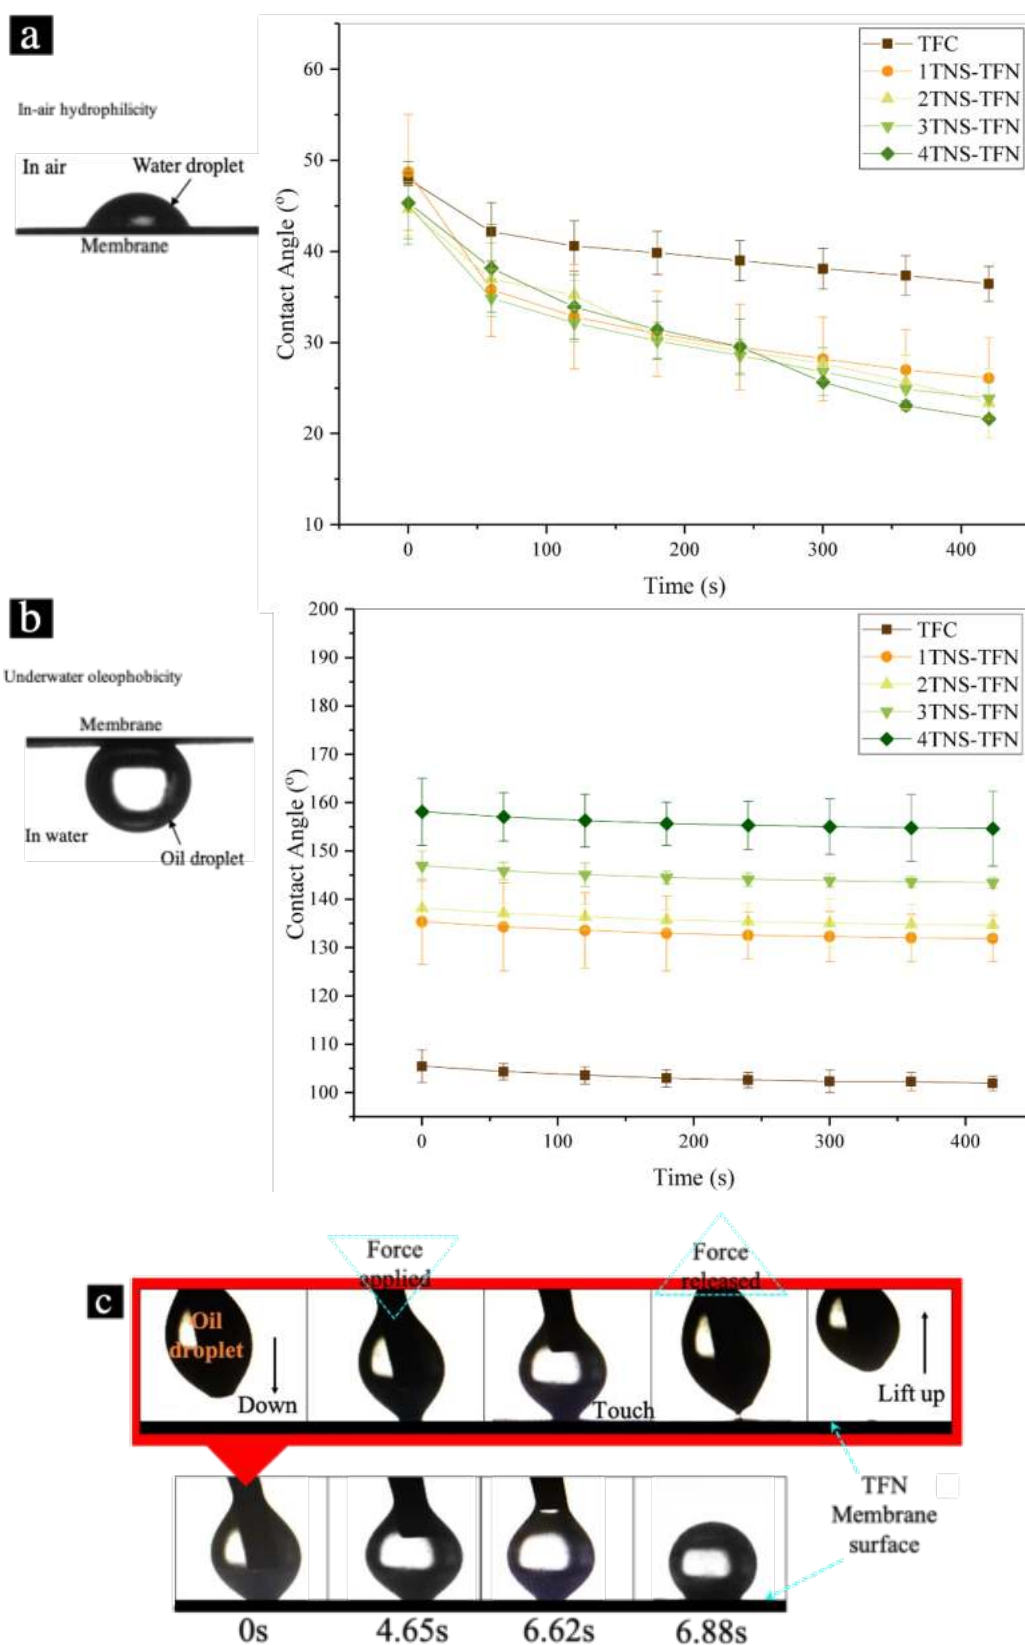 a
In-air hydrophilicity
In air
Water droplet
Membrane
Contact Angle (º)
60
50
40
30
20
10
0
100
200
300
400
Time (s)
TFC
1TNS-TFN
2TNS-TFN
3TNS-TFN
4TNS-TFN
b
Underwater oleophobicity
Membrane
In water
Oil droplet
Contact Angle (º)
200
190
180
170
160
150
140
130
120
110
100
0
100
200
300
400
Time (s)
TFC
1TNS-TFN
2TNS-TFN
3TNS-TFN
4TNS-TFN
c
Force
applied
Force
released
Oil
droplet
Down
Touch
Lift up
TFN
Membrane
surface
0s
4.65s
6.62s
6.88s